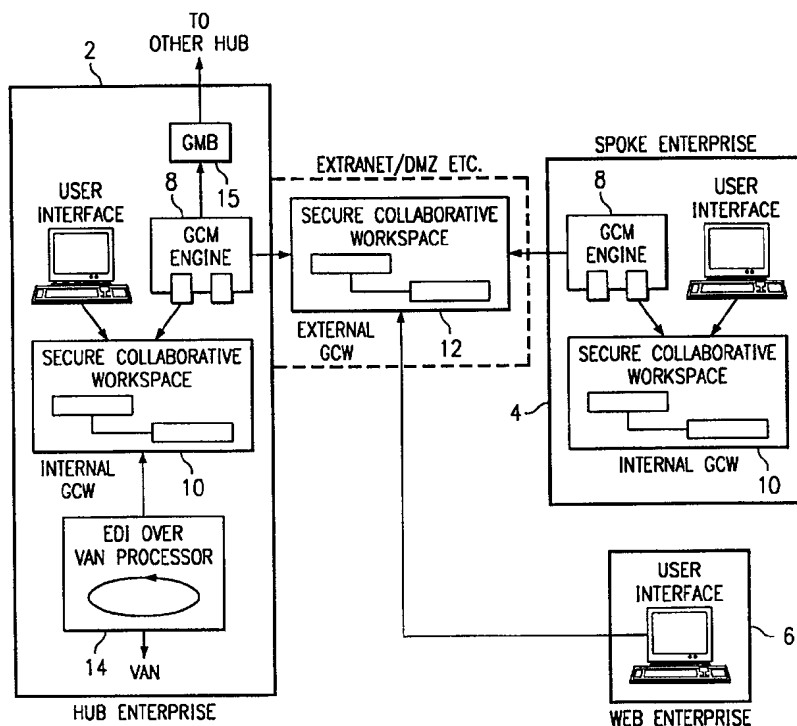 TO
OTHER HUB
2
GMB
15
8
USER
INTERFACE
GCM
ENGINE
SECURE COLLABORATIVE
WORKSPACE
INTERNAL
GCW
10
EDI OVER
VAN PROCESSOR
14
VAN
HUB ENTERPRISE
EXTRANET/DMZ ETC.
SECURE COLLABORATIVE
WORKSPACE
EXTERNAL
GCW
12
SPOKE ENTERPRISE
8
USER
INTERFACE
GCM
ENGINE
SECURE COLLABORATIVE
WORKSPACE
4
INTERNAL GCW
10
USER
INTERFACE
6
WEB ENTERPRISE